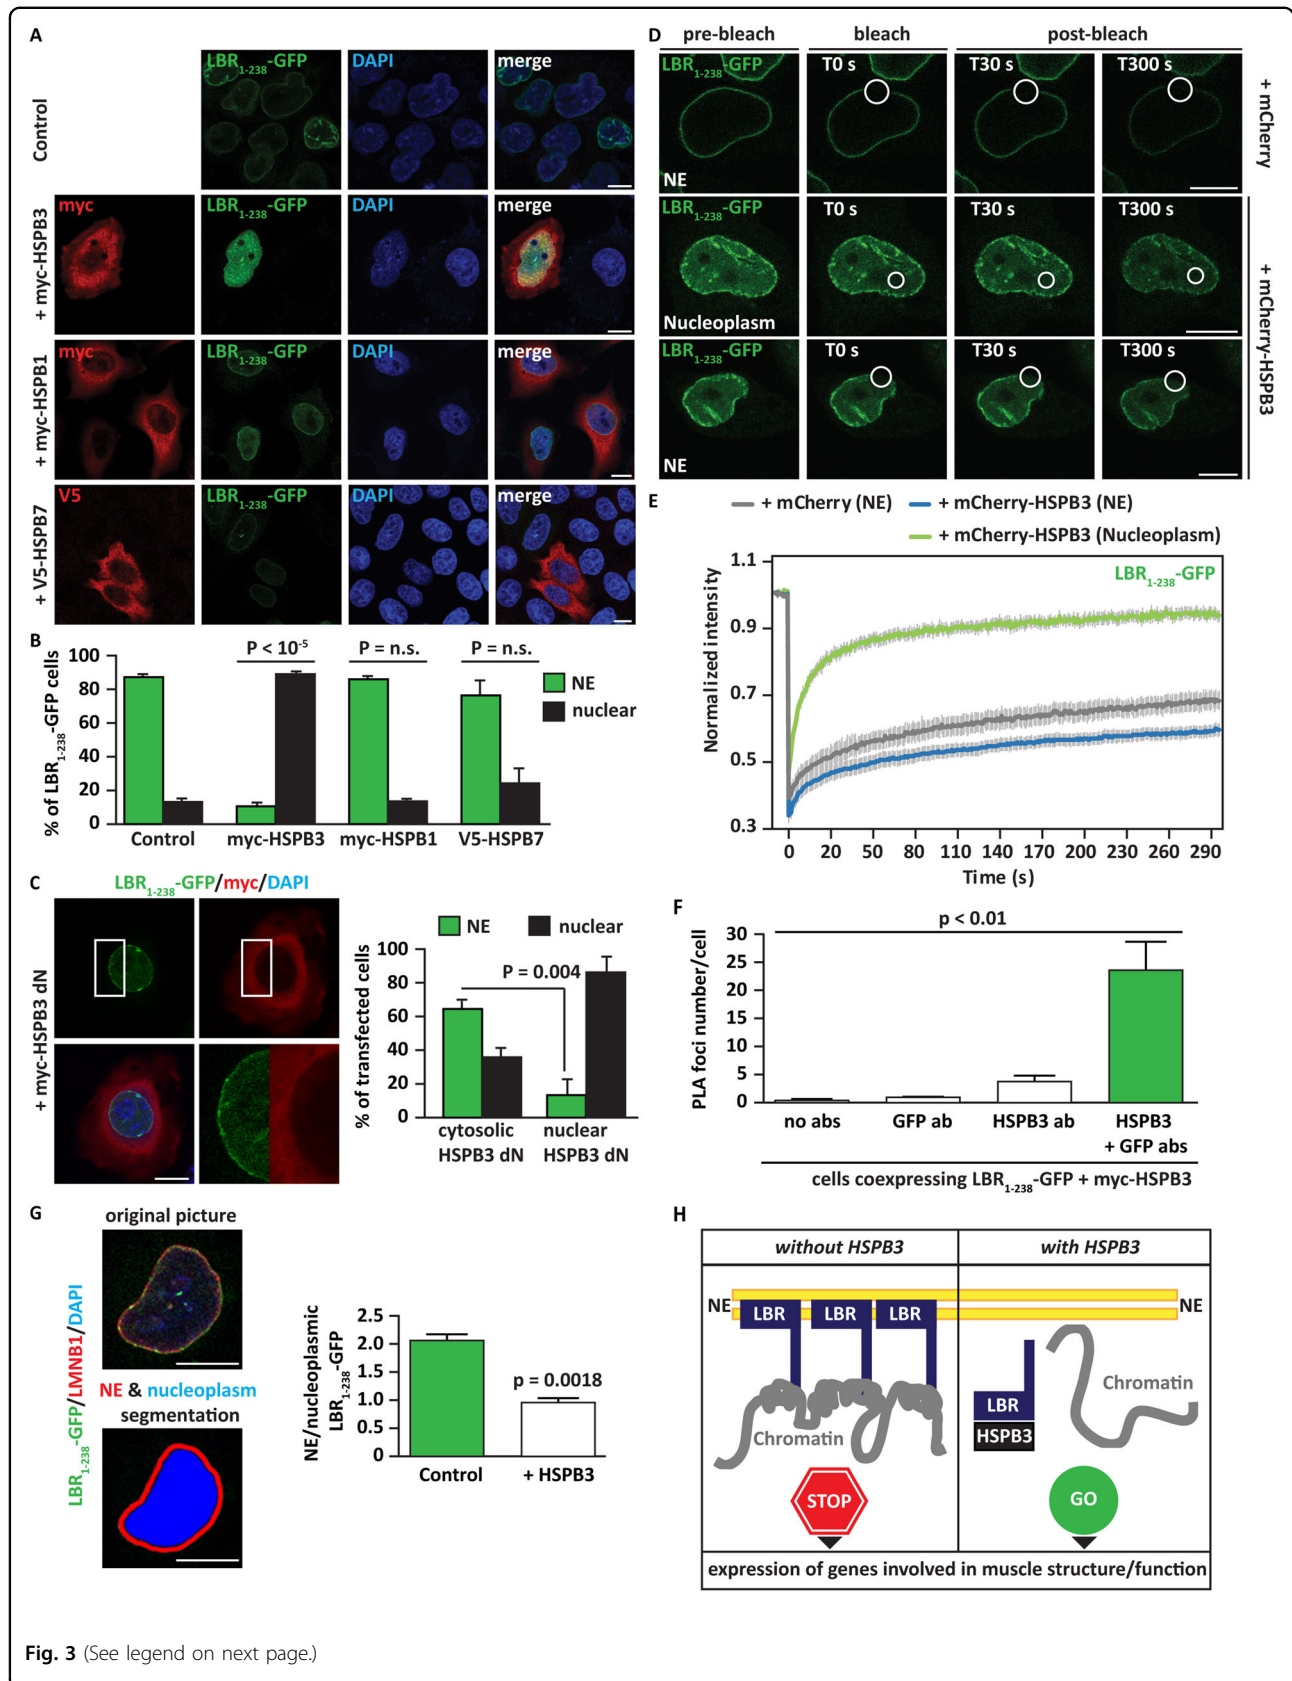 A
LBR1-238-GFP
DAPI
merge
Control
myc
LBR1-238-GFP
DAPI
merge
+ myc-HSPB3
myc
LBR1-238-GFP
DAPI
merge
+ myc-HSPB1
V5
LBR1-238-GFP
DAPI
merge
+ V5-HSPB7
B
% of LBR1-238-GFP cells
100
80
60
40
20
0
P < 10-5
P = n.s.
P = n.s.
NE
nuclear
Control
myc-HSPB3
myc-HSPB1
V5-HSPB7
C
LBR1-238-GFP/myc/DAPI
+ myc-HSPB3 dN
NE
nuclear
% of transfected cells
100
80
60
40
20
0
P = 0.004
cytosolic
HSPB3 dN
nuclear
HSPB3 dN
D
pre-bleach
bleach
post-bleach
LBR1-238-GFP
T0 s
T30 s
T300 s
NE
+ mCherry
LBR1-238-GFP
T0 s
T30 s
T300 s
Nucleoplasm
LBR1-238-GFP
T0 s
T30 s
T300 s
NE
+ mCherry-HSPB3
E
+ mCherry (NE)
+ mCherry-HSPB3 (NE)
+ mCherry-HSPB3 (Nucleoplasm)
LBR1-238-GFP
Normalized intensity
1.1
0.9
0.7
0.5
0.3
0 20 50 80 110 140 170 200 230 260 290
Time (s)
F
p < 0.01
PLA foci number/cell
30
25
20
15
10
5
0
no abs
GFP ab
HSPB3 ab
HSPB3
+ GFP abs
cells coexpressing LBR1-238-GFP + myc-HSPB3
G
original picture
LBR1-238-GFP/LMNB1/DAPI
NE & nucleoplasm
segmentation
NE/nucleoplasmic
LBR1-238-GFP
2.5
2.0
1.5
1.0
0.5
0
p = 0.0018
Control
+ HSPB3
H
without HSPB3
with HSPB3
NE
LBR
LBR
LBR
NE
Chromatin
Chromatin
LBR
HSPB3
STOP
GO
expression of genes involved in muscle structure/function
Fig. 3 (See legend on next page.)